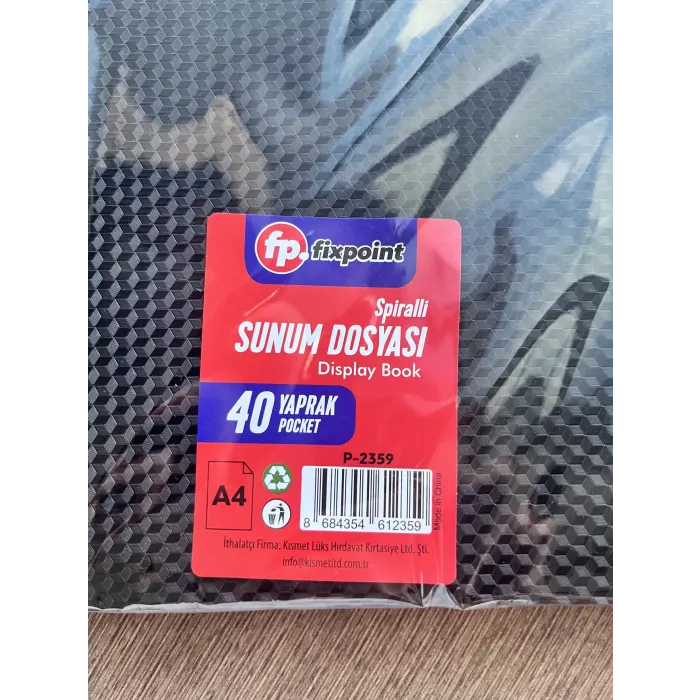 fp. fixpoint
Spiralli
SUNUM DOSYASI
Display Book
40 YAPRAK
POCKET
P-2359
A4
8 684354 612359
Made in China
İthalatçı Firma: Kısmet Lüks Hırdavat Kırtasiye Ltd. Şti.
info@kismetltd.com.tr